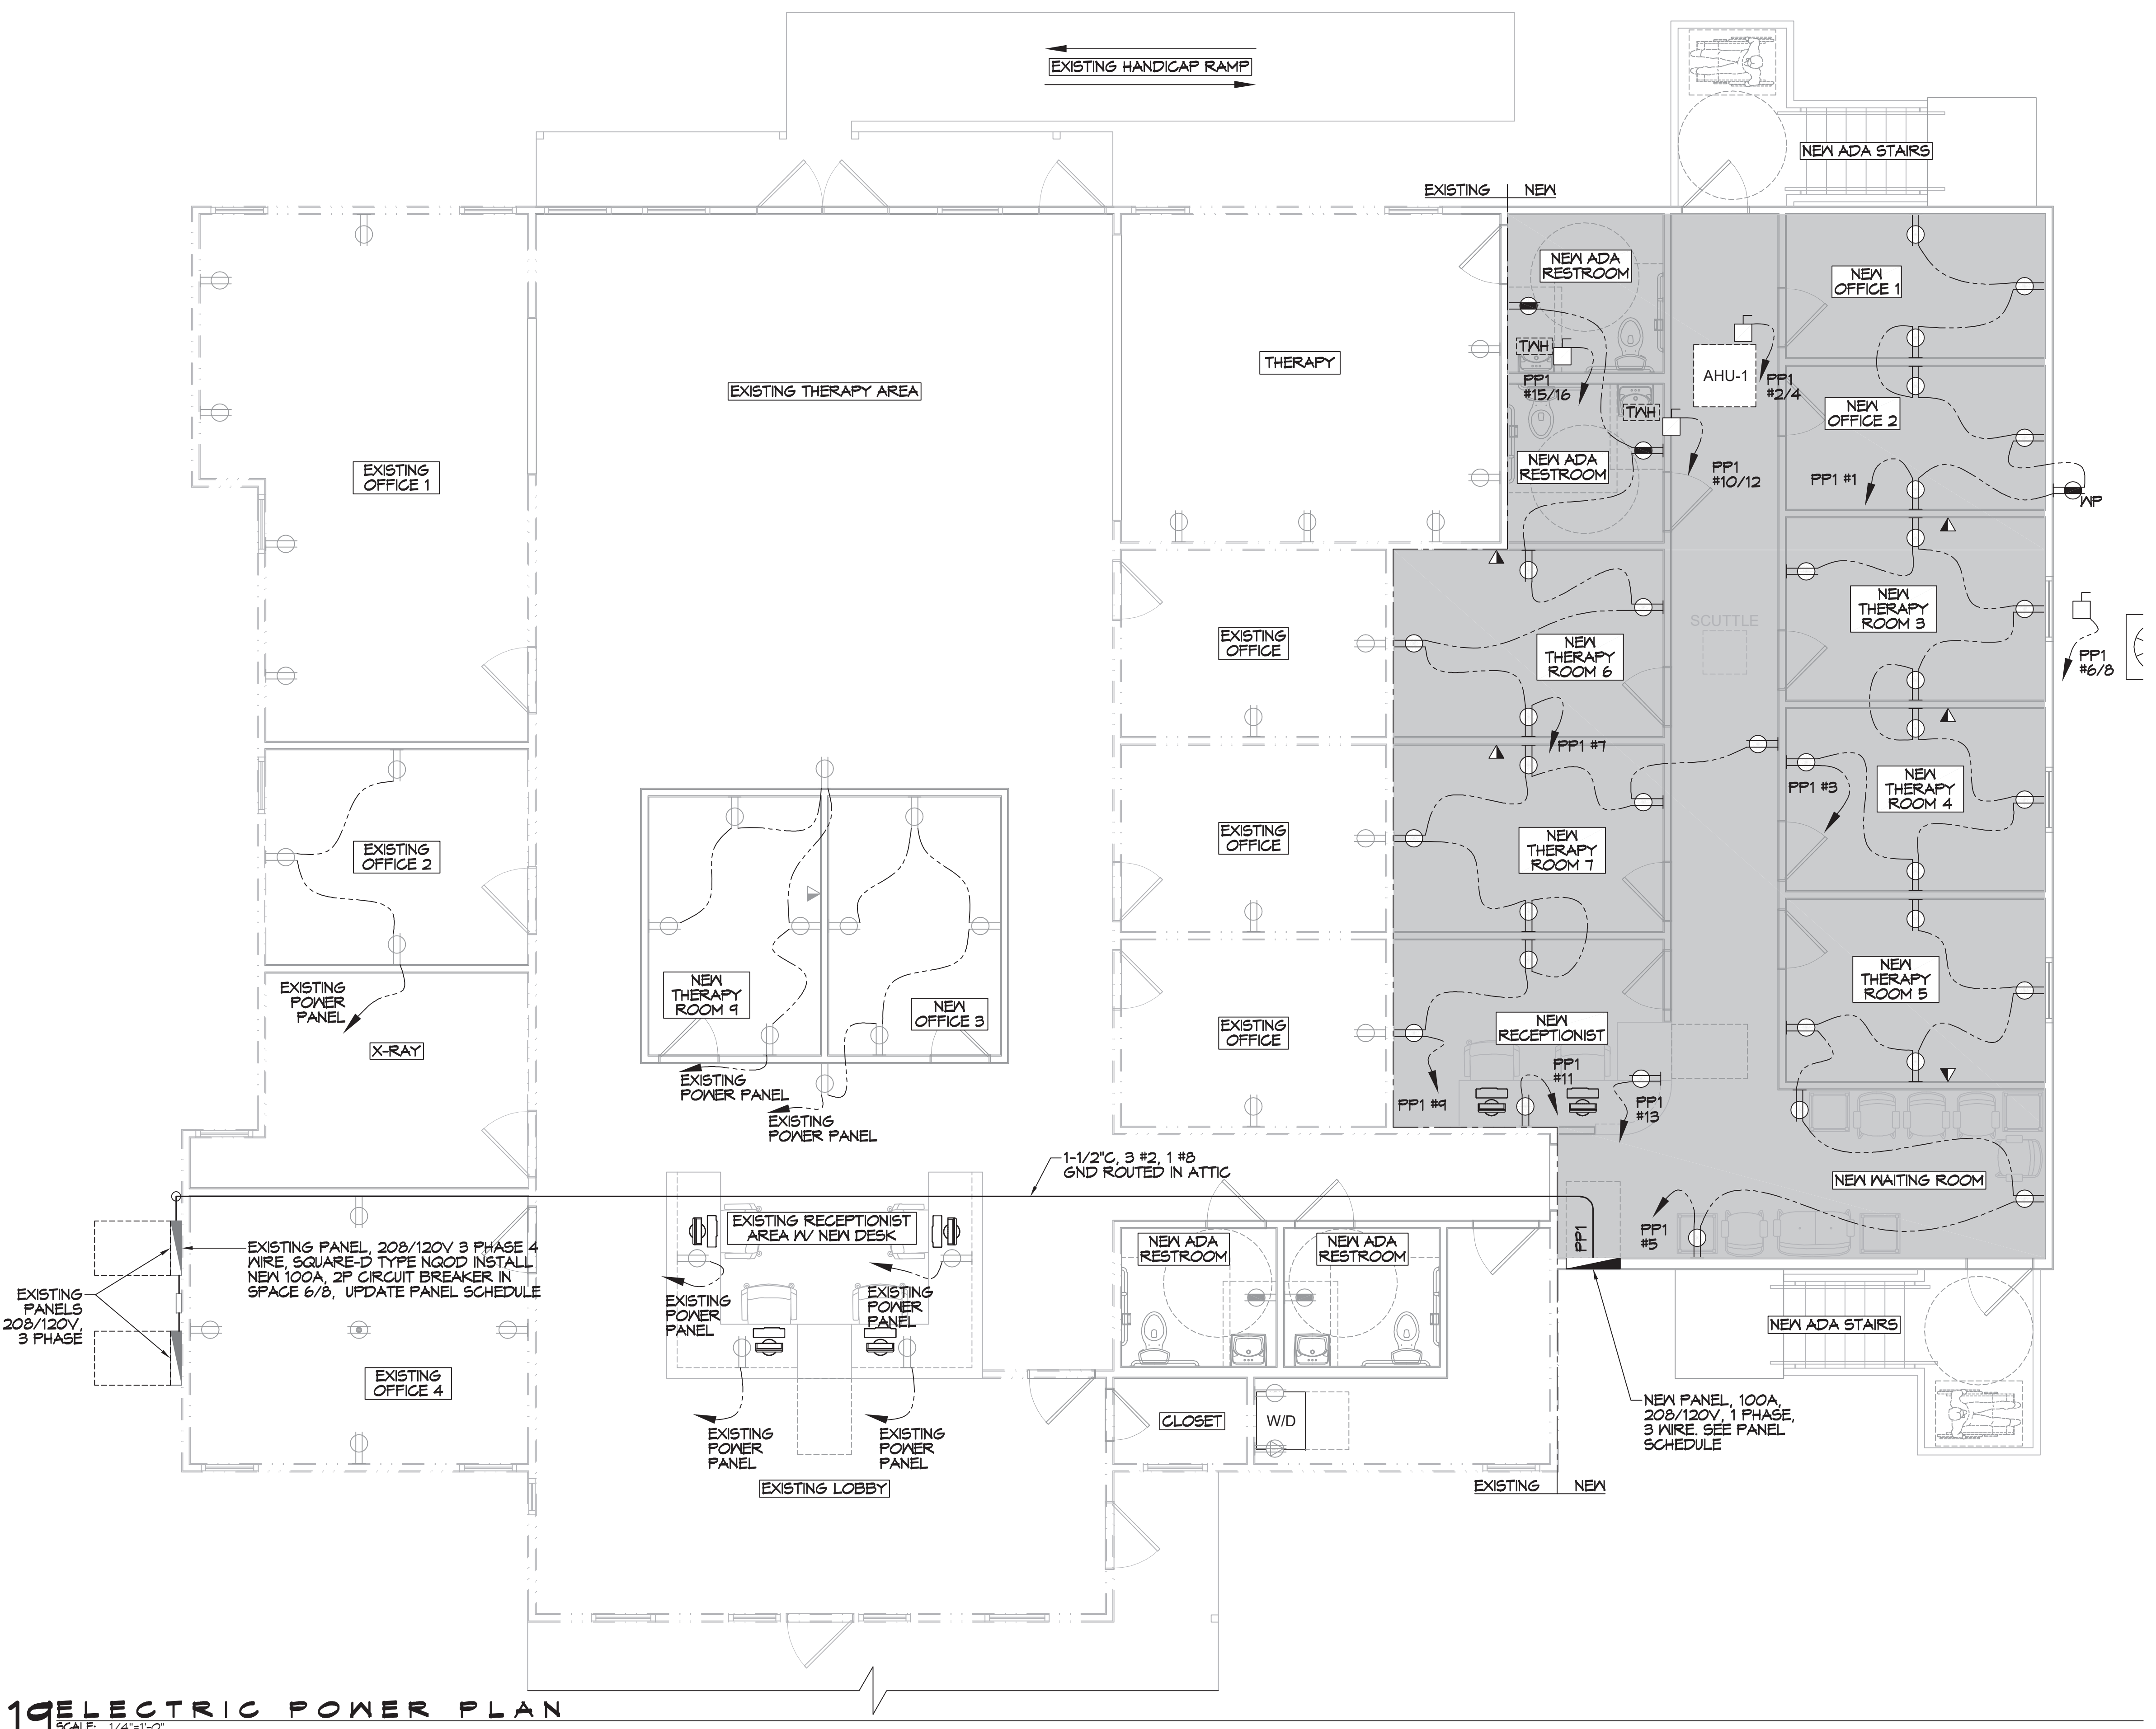 EXISTING HANDICAP RAMP
NEW ADA STAIRS
EXISTING NEW
NEW ADA
RESTROOM
NEW
OFFICE 1
TWH
PP1
#15/16
AHU-1
PP1
#2/4
THERAPY
EXISTING THERAPY AREA
NEW
OFFICE 2
TWH
EXISTING
OFFICE 1
NEW ADA
RESTROOM
PP1
#10/12
PP1 #1
WP
NEW
THERAPY
ROOM 3
SCUTTLE
EXISTING
OFFICE
NEW
THERAPY
ROOM 6
PP1
#6/8
PP1 #7
PP1 #3
NEW
THERAPY
ROOM 4
EXISTING
OFFICE 2
EXISTING
OFFICE
NEW
THERAPY
ROOM 7
EXISTING
POWER
PANEL
NEW
THERAPY
ROOM 9
NEW
OFFICE 3
NEW
THERAPY
ROOM 5
X-RAY
EXISTING
OFFICE
NEW
RECEPTIONIST
EXISTING
POWER PANEL
EXISTING
POWER PANEL
PP1 #9
PP1
#11
PP1
#13
1-1/2"C, 3 #2, 1 #8
GND ROUTED IN ATTIC
NEW WAITING ROOM
EXISTING RECEPTIONIST
AREA W/ NEW DESK
NEW ADA
RESTROOM
NEW ADA
RESTROOM
PP1
PP1
#5
EXISTING PANEL, 208/120V 3 PHASE 4
WIRE, SQUARE-D TYPE NQOD INSTALL
NEW 100A, 2P CIRCUIT BREAKER IN
SPACE 6/8, UPDATE PANEL SCHEDULE
EXISTING
PANELS
208/120V,
3 PHASE
EXISTING
POWER
PANEL
EXISTING
POWER
PANEL
NEW ADA STAIRS
EXISTING
OFFICE 4
CLOSET
W/D
NEW PANEL, 100A,
208/120V, 1 PHASE,
3 WIRE. SEE PANEL
SCHEDULE
EXISTING
POWER
PANEL
EXISTING
POWER
PANEL
EXISTING LOBBY
EXISTING NEW
19 ELECTRIC POWER PLAN
SCALE: 1/4"=1'-0"